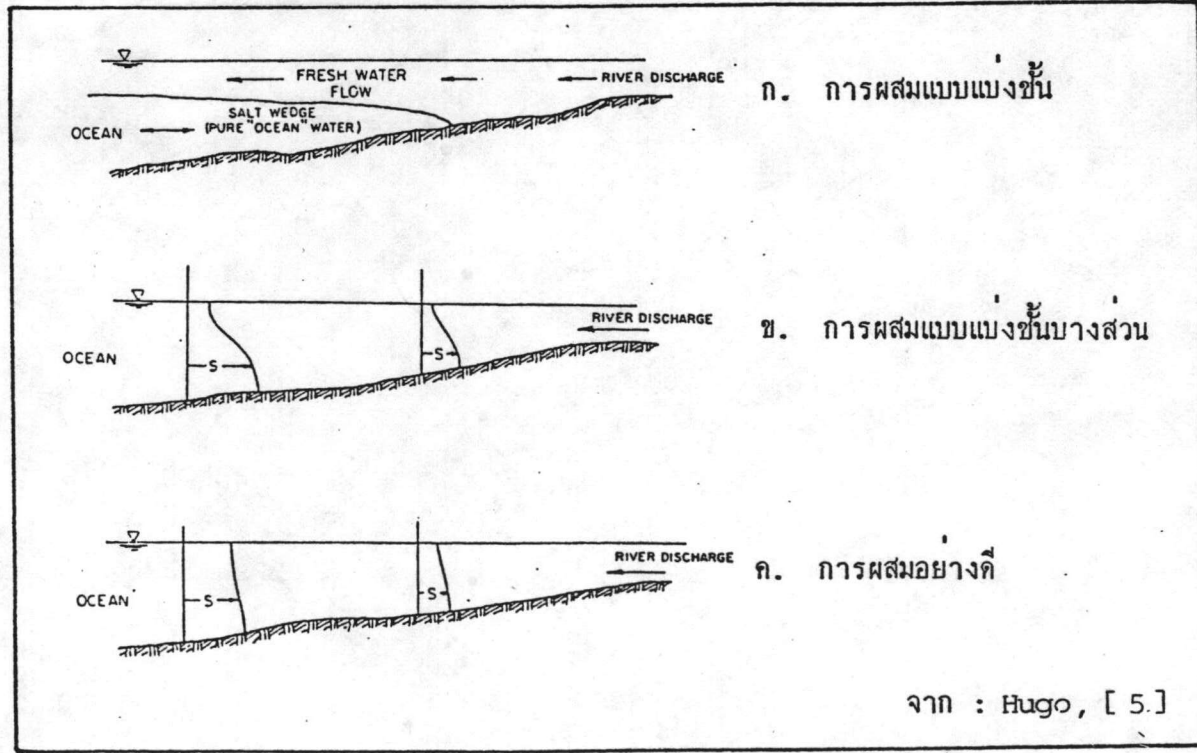 FRESH WATER
FLOW
RIVER DISCHARGE
SALT WEDGE
(PURE "OCEAN" WATER)
OCEAN
ก. การผสมแบบแบ่งชั้น
RIVER DISCHARGE
OCEAN
S
S
ข. การผสมแบบแบ่งชั้นบางส่วน
RIVER DISCHARGE
OCEAN
S
S
ค. การผสมอย่างดี
จาก : Hugo, [ 5.]